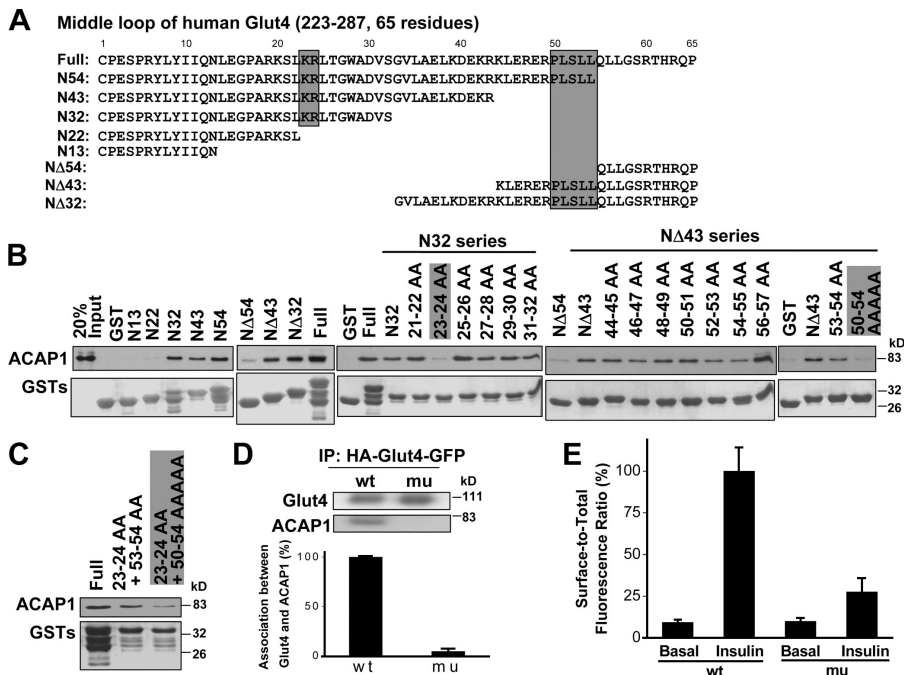 A
Middle loop of human Glut4 (223-287, 65 residues)
1 10 20 30 40 50 60 65
Full: CPESPRYLYIIQNLEGPARKSLKRLTGWADVSGVLAELKDEKRKLERERPLSLLQLLGSRTHRQP
N54: CPESPRYLYIIQNLEGPARKSLKRLTGWADVSGVLAELKDEKRKLERERPLSLL
N43: CPESPRYLYIIQNLEGPARKSLKRLTGWADVSGVLAELKDEKR
N32: CPESPRYLYIIQNLEGPARKSLKRLTGWADVS
N22: CPESPRYLYIIQNLEGPARKSL
N13: CPESPRYLYIIQN
NΔ54: QLLGSRTHRQP
NΔ43: KLERERPLSLLQLLGSRTHRQP
NΔ32: GVLAELKDEKRKLERERPLSLLQLLGSRTHRQP
B
N32 series
NΔ43 series
20% Input
GST
N13
N22
N32
N43
N54
NΔ54
NΔ43
NΔ32
Full
GST
Full
N32
21-22 AA
23-24 AA
25-26 AA
27-28 AA
29-30 AA
31-32 AA
NΔ54
NΔ43
44-45 AA
46-47 AA
48-49 AA
50-51 AA
52-53 AA
54-55 AA
56-57 AA
GST
NΔ43
53-54 AA
50-54 AAAAA
kD
ACAP1
83
GSTs
32
26
C
Full
23-24 AA + 53-54 AA
23-24 AA + 50-54 AAAAA
kD
ACAP1
83
GSTs
32
26
D
IP: HA-Glut4-GFP
wt mu kD
Glut4 111
ACAP1 83
Association between Glut4 and ACAP1 (%)
100
50
0
wt mu
E
Surface-to-Total Fluorescence Ratio (%)
100
75
50
25
0
Basal Insulin Basal Insulin
wt mu